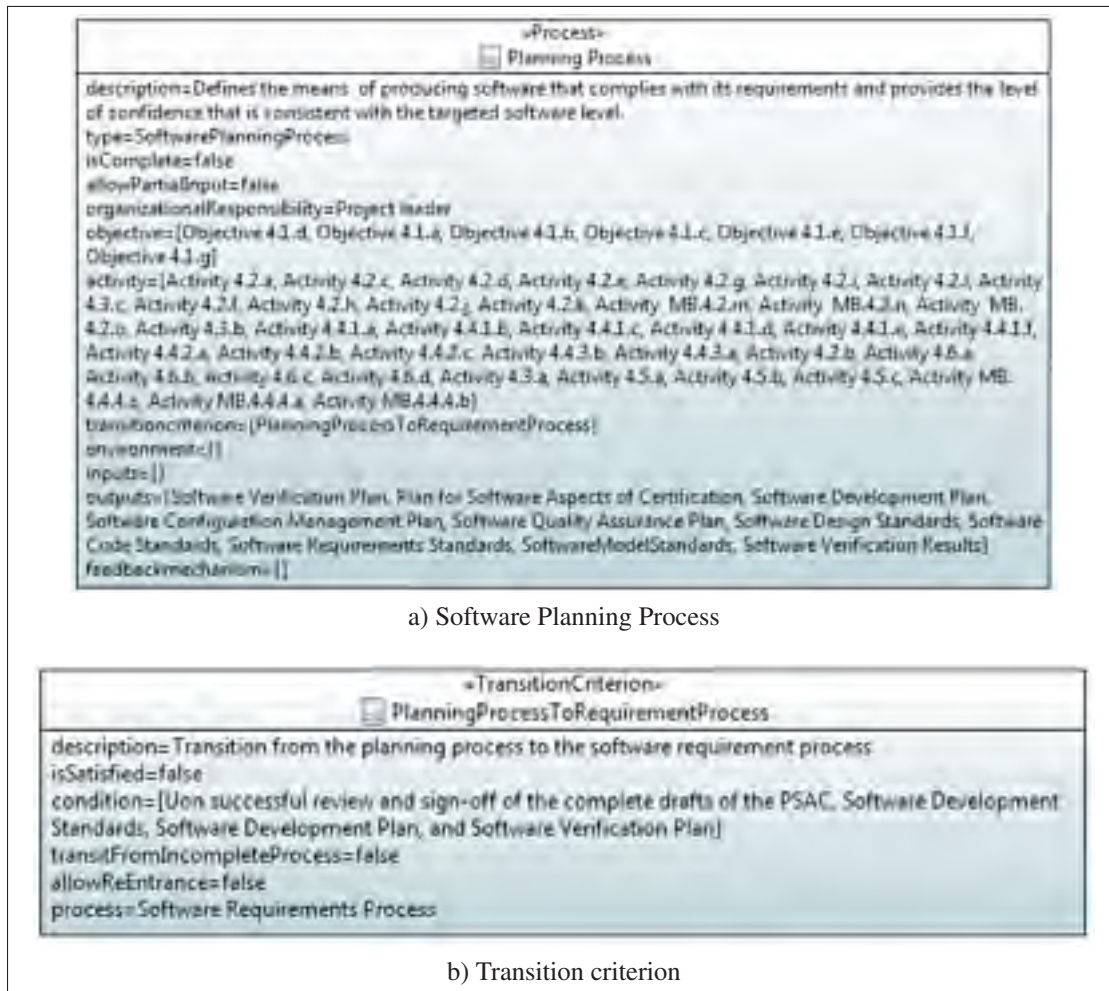 «Process»
Planning Process
description=Defines the means of producing software that complies with its requirements and provides the level
of confidence that is consistent with the targeted software level.
type=SoftwarePlanningProcess
isComplete=false
allowPartialInput=false
organizationalResponsibility=Project leader
objective=[Objective 4.1.d, Objective 4.1.a, Objective 4.1.b, Objective 4.1.c, Objective 4.1.e, Objective 4.1.f,
Objective 4.1.g]
activity=[Activity 4.2.a, Activity 4.2.c, Activity 4.2.d, Activity 4.2.e, Activity 4.2.g, Activity 4.2.i, Activity 4.2.l, Activity
4.3.c, Activity 4.2.f, Activity 4.2.h, Activity 4.2.j, Activity 4.2.k, Activity MB.4.2.m, Activity MB.4.2.n, Activity MB.
4.2.o, Activity 4.3.b, Activity 4.4.1.a, Activity 4.4.1.b, Activity 4.4.1.c, Activity 4.4.1.d, Activity 4.4.1.e, Activity 4.4.1.f,
Activity 4.4.2.a, Activity 4.4.2.b, Activity 4.4.2.c, Activity 4.4.3.b, Activity 4.4.3.a, Activity 4.2.b, Activity 4.6.a,
Activity 4.6.b, Activity 4.6.c, Activity 4.6.d, Activity 4.3.a, Activity 4.5.a, Activity 4.5.b, Activity 4.5.c, Activity MB.
Activity MB.4.4.4.a, Activity MB.4.4.4.b]
transitioncriterion=[PlanningProcessToRequirementProcess]
environment=[]
inputs=[]
outputs=[Software Verification Plan, Plan for Software Aspects of Certification, Software Development Plan,
Software Configuration Management Plan, Software Quality Assurance Plan, Software Design Standards, Software
Code Standards, Software Requirements Standards, SoftwareModelStandards, Software Verification Results]
feedbackmechanism=[]
a) Software Planning Process
«TransitionCriterion»
PlanningProcessToRequirementProcess
description=Transition from the planning process to the software requirement process
isSatisfied=false
condition=[Uon successful review and sign-off of the complete drafts of the PSAC, Software Development
Standards, Software Development Plan, and Software Verification Plan]
transitFromIncompleteProcess=false
allowReEntrance=false
process=Software Requirements Process
b) Transition criterion